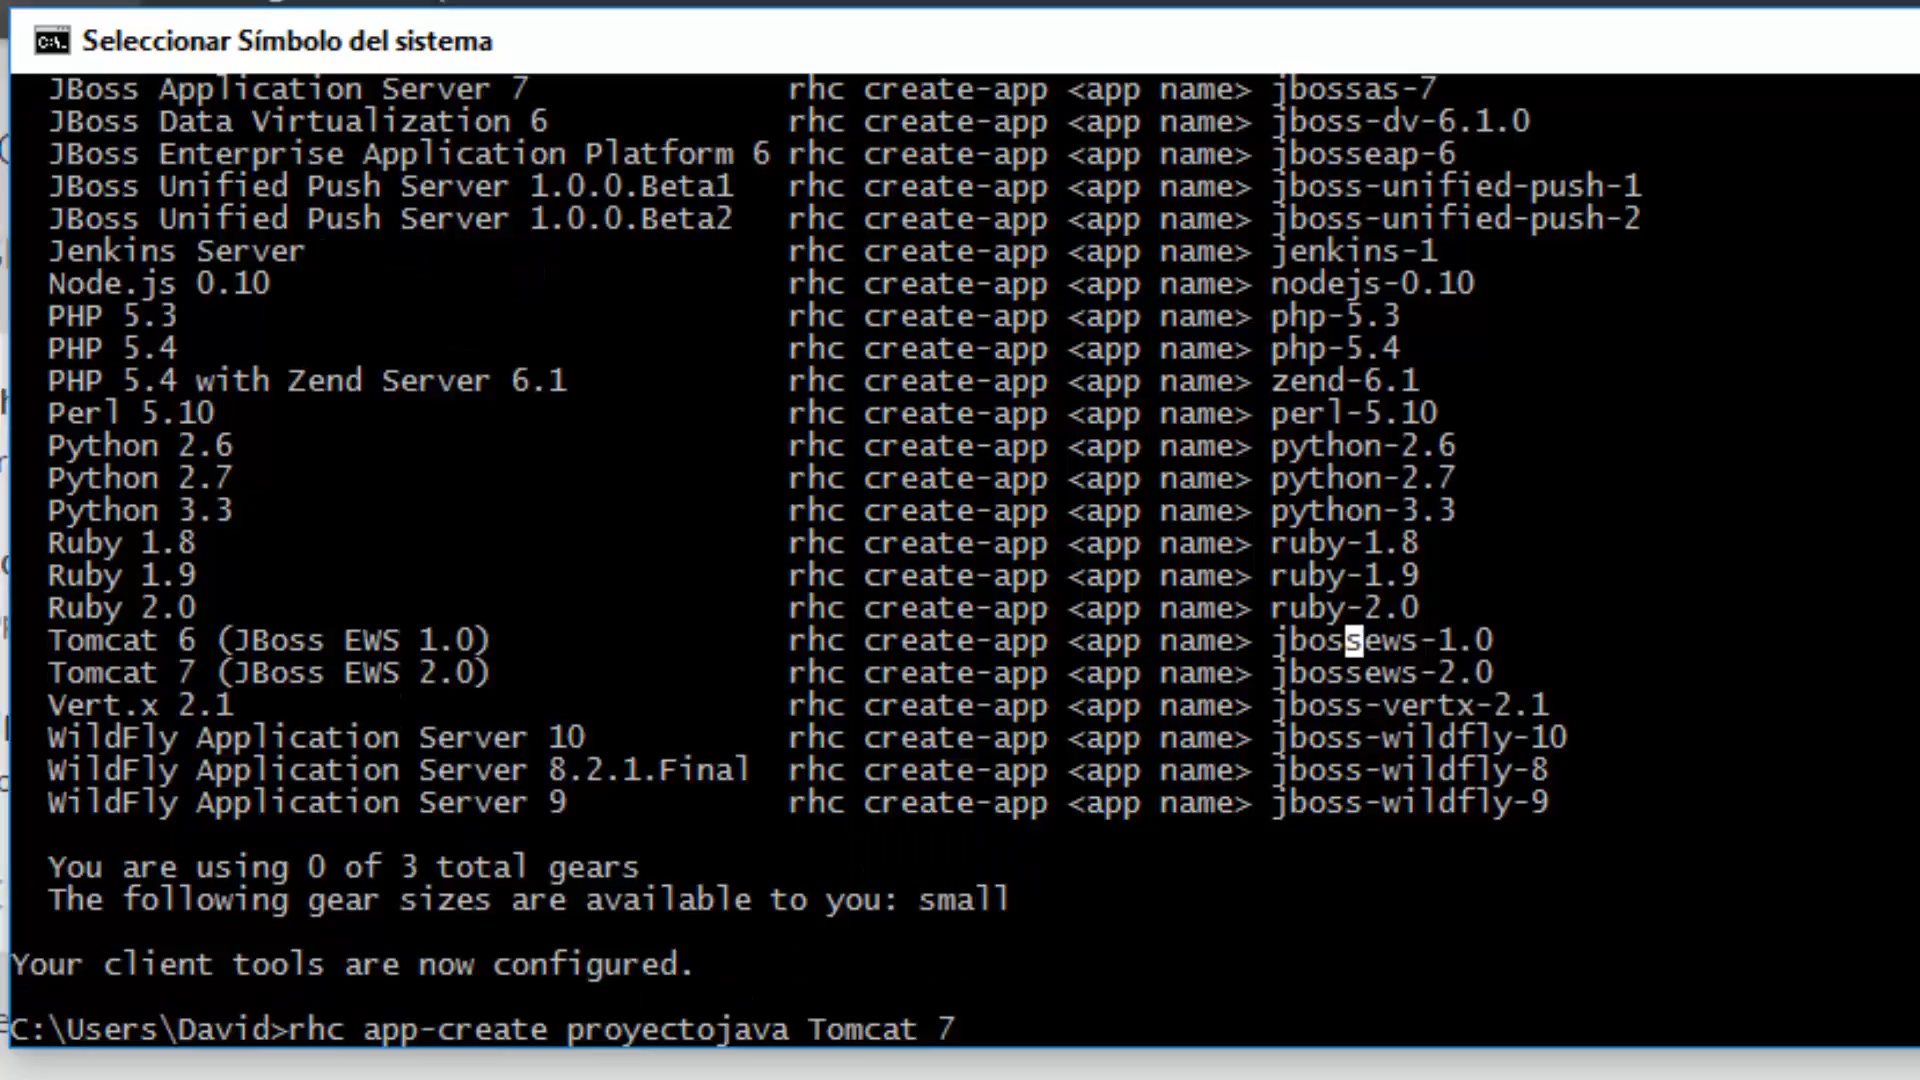 Seleccionar Símbolo del sistema
JBoss Application Server 7 rhc create-app <app name> jbossas-7
JBoss Data Virtualization 6 rhc create-app <app name> jboss-dv-6.1.0
JBoss Enterprise Application Platform 6 rhc create-app <app name> jbosseap-6
JBoss Unified Push Server 1.0.0.Beta1 rhc create-app <app name> jboss-unified-push-1
JBoss Unified Push Server 1.0.0.Beta2 rhc create-app <app name> jboss-unified-push-2
Jenkins Server rhc create-app <app name> jenkins-1
Node.js 0.10 rhc create-app <app name> nodejs-0.10
PHP 5.3 rhc create-app <app name> php-5.3
PHP 5.4 rhc create-app <app name> php-5.4
PHP 5.4 with Zend Server 6.1 rhc create-app <app name> zend-6.1
Perl 5.10 rhc create-app <app name> perl-5.10
Python 2.6 rhc create-app <app name> python-2.6
Python 2.7 rhc create-app <app name> python-2.7
Python 3.3 rhc create-app <app name> python-3.3
Ruby 1.8 rhc create-app <app name> ruby-1.8
Ruby 1.9 rhc create-app <app name> ruby-1.9
Ruby 2.0 rhc create-app <app name> ruby-2.0
Tomcat 6 (JBoss EWS 1.0) rhc create-app <app name> jbossews-1.0
Tomcat 7 (JBoss EWS 2.0) rhc create-app <app name> jbossews-2.0
Vert.x 2.1 rhc create-app <app name> jboss-vertx-2.1
WildFly Application Server 10 rhc create-app <app name> jboss-wildfly-10
WildFly Application Server 8.2.1.Final rhc create-app <app name> jboss-wildfly-8
WildFly Application Server 9 rhc create-app <app name> jboss-wildfly-9
You are using 0 of 3 total gears
The following gear sizes are available to you: small
Your client tools are now configured.
C:\Users\David>rhc app-create proyectojava Tomcat 7